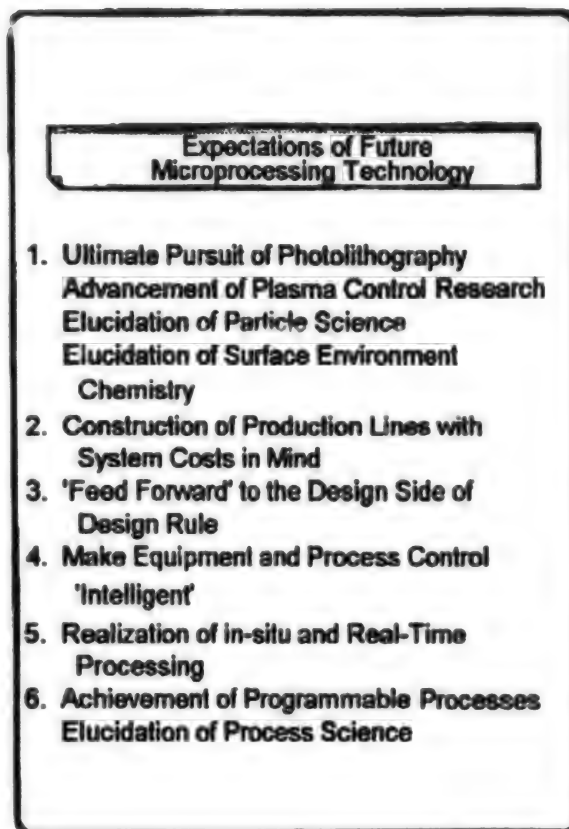 Expectations of Future
Microprocessing Technology
1. Ultimate Pursuit of Photolithography
Advancement of Plasma Control Research
Elucidation of Particle Science
Elucidation of Surface Environment
Chemistry
2. Construction of Production Lines with
System Costs in Mind
3. 'Feed Forward' to the Design Side of
Design Rule
4. Make Equipment and Process Control
'Intelligent'
5. Realization of in-situ and Real-Time
Processing
6. Achievement of Programmable Processes
Elucidation of Process Science